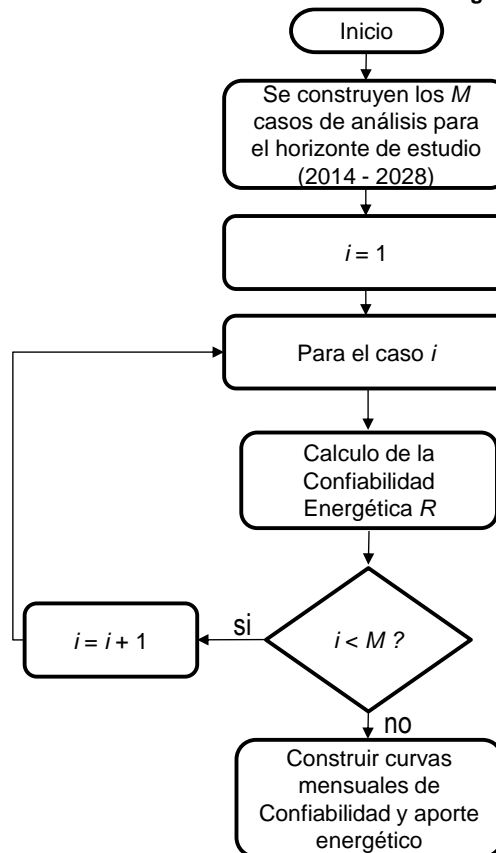 g
Inicio
Se construyen los M
casos de análisis para
el horizonte de estudio
(2014 - 2028)
i = 1
Para el caso i
Calculo de la
Confiabilidad
Energética R
i < M ?
si
i = i + 1
no
Construir curvas
mensuales de
Confiabilidad y aporte
energético